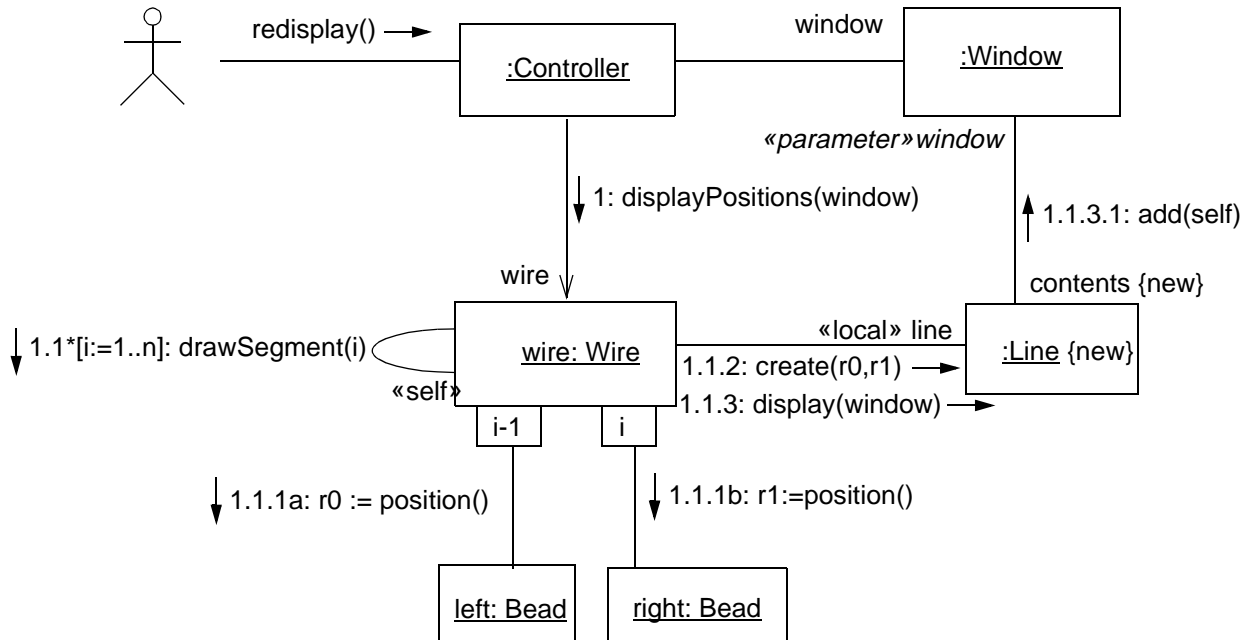 redisplay()
window
:Controller
:Window
«parameter»window
1: displayPositions(window)
1.1.3.1: add(self)
wire
contents {new}
1.1*[i:=1..n]: drawSegment(i)
«local» line
wire: Wire
:Line {new}
1.1.2: create(r0,r1)
«self»
1.1.3: display(window)
i-1
i
1.1.1a: r0 := position()
1.1.1b: r1:=position()
left: Bead
right: Bead